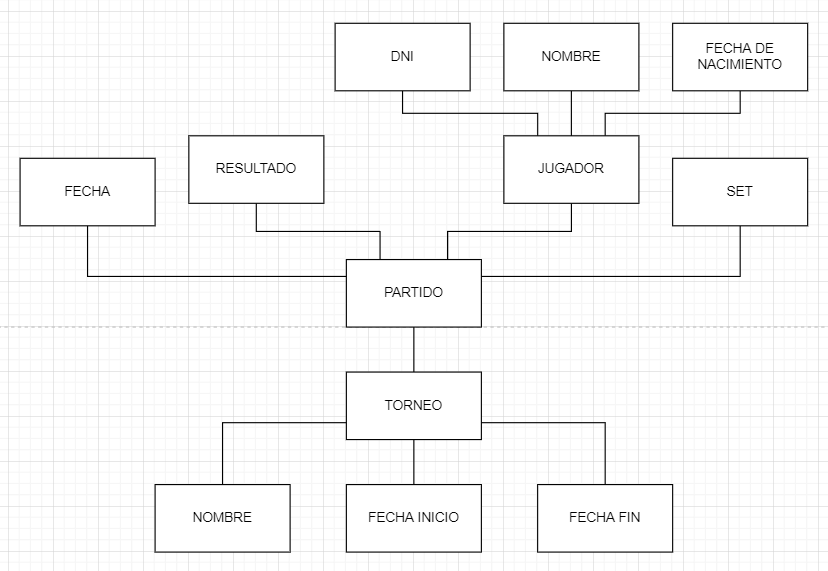 DNI
NOMBRE
FECHA DE
NACIMIENTO
RESULTADO
JUGADOR
FECHA
SET
PARTIDO
TORNEO
NOMBRE
FECHA INICIO
FECHA FIN